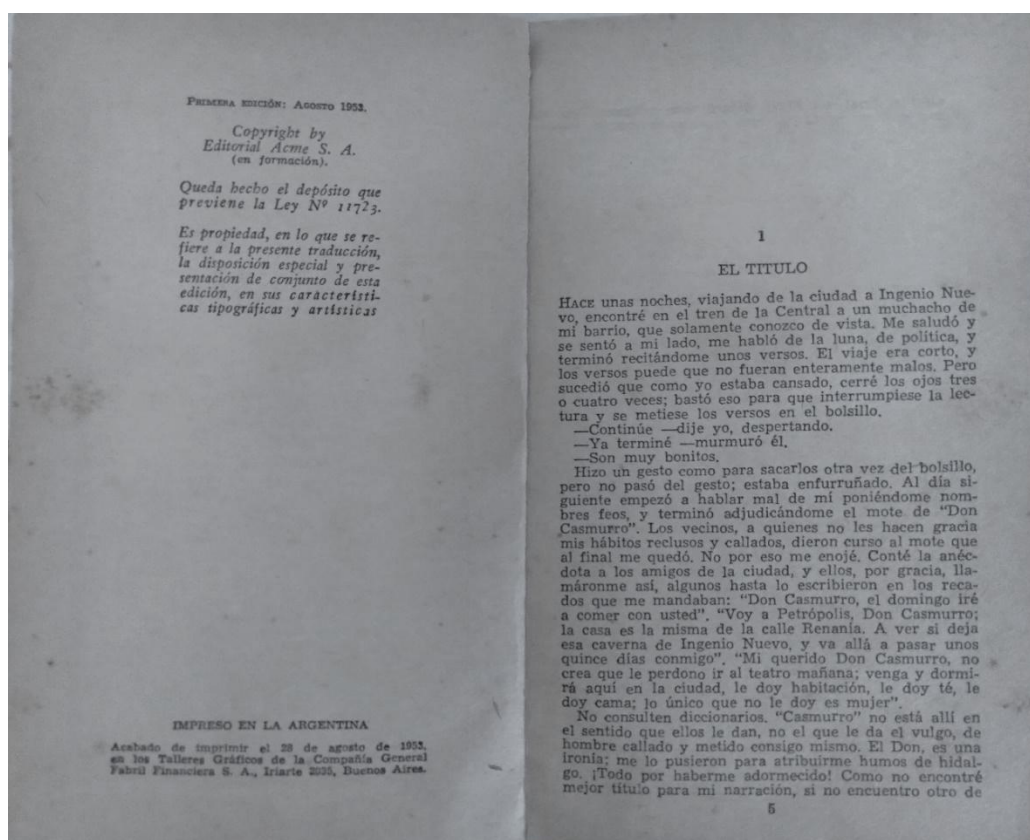 PRIMERA EDICIÓN: AGOSTO 1953.
Copyright by
Editorial Acme S. A.
(en formación).
Queda hecho el depósito que
previene la Ley Nº 11723.
Es propiedad, en lo que se re-
fiere a la presente traducción,
la disposición especial y pre-
sentación de conjunto de esta
edición, en sus característi-
cas tipográficas y artísticas
IMPRESO EN LA ARGENTINA
Acabado de imprimir el 28 de agosto de 1953,
en los Talleres Gráficos de la Compañía General
Fabril Financiera S. A., Iriarte 2035, Buenos Aires.
1
EL TITULO
HACE unas noches, viajando de la ciudad a Ingenio Nue-
vo, encontré en el tren de la Central a un muchacho de
mi barrio, que solamente conozco de vista. Me saludó y
se sentó a mi lado, me habló de la luna, de política, y
terminó recitándome unos versos. El viaje era corto, y
los versos puede que no fueran enteramente malos. Pero
sucedió que como yo estaba cansado, cerré los ojos tres
o cuatro veces; bastó eso para que interrumpiese la lec-
tura y se metiese los versos en el bolsillo.
—Continúe —dije yo, despertando.
—Ya terminé —murmuró él.
—Son muy bonitos.
Hizo un gesto como para sacarlos otra vez del bolsillo,
pero no pasó del gesto; estaba enfurruñado. Al día si-
guiente empezó a hablar mal de mí poniéndome nom-
bres feos, y terminó adjudicándome el mote de "Don
Casmurro". Los vecinos, a quienes no les hacen gracia
mis hábitos reclusos y callados, dieron curso al mote que
al final me quedó. No por eso me enojé. Conté la anéc-
dota a los amigos de la ciudad, y ellos, por gracia, lla-
máronme así, algunos hasta lo escribieron en los reca-
dos que me mandaban: "Don Casmurro, el domingo iré
a comer con usted". "Voy a Petrópolis, Don Casmurro;
la casa es la misma de la calle Renania. A ver si deja
esa caverna de Ingenio Nuevo, y va allá a pasar unos
quince días conmigo". "Mi querido Don Casmurro, no
crea que le perdono ir al teatro mañana; venga y dormi-
rá aquí en la ciudad, le doy habitación, le doy té, le
doy cama; lo único que no le doy es mujer".
No consulten diccionarios. "Casmurro" no está allí en
el sentido que ellos le dan, no el que le da el vulgo, de
hombre callado y metido consigo mismo. El Don, es una
ironía; me lo pusieron para atribuirme humos de hidal-
go. ¡Todo por haberme adormecido! Como no encontré
mejor título para mi narración, si no encuentro otro de
5